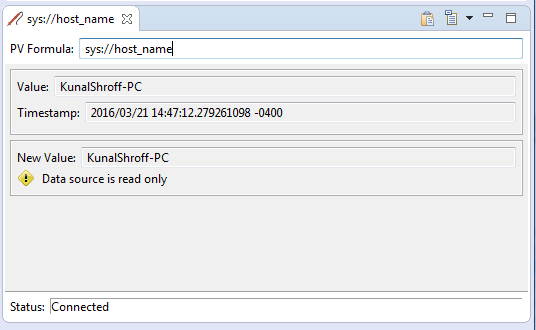 sys://host_name
PV Formula: sys://host_name
Value: KunalShroff-PC
Timestamp: 2016/03/21 14:47:12.279261098 -0400
New Value: KunalShroff-PC
Data source is read only
Status: Connected